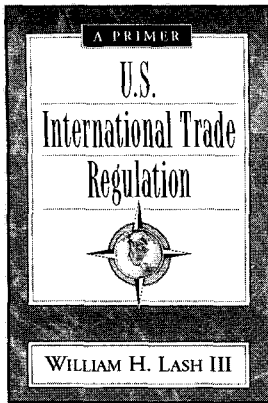 A PRIMER
U.S.
International Trade
Regulation
WILLIAM H. LASH III